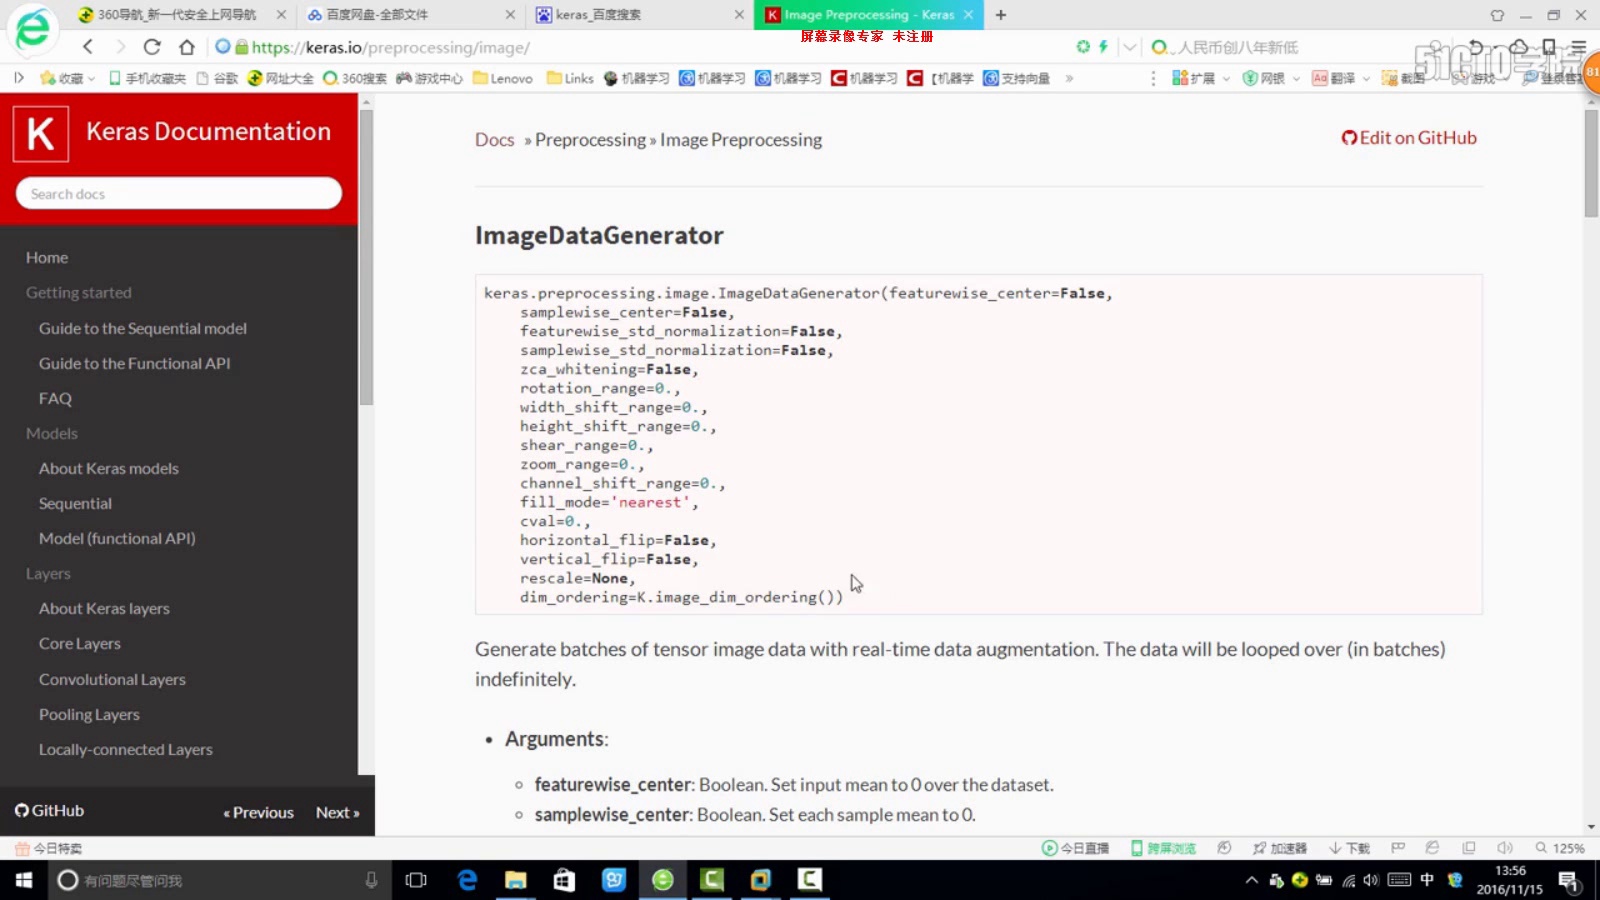 360导航_新一代安全上网导航
百度网盘-全部文件
keras_百度搜索
Image Preprocessing - Keras
屏幕录像专家 未注册
https://keras.io/preprocessing/image/
人民币创八年新低
51CTO学院
收藏
手机收藏夹
谷歌
网址大全
360搜索
游戏中心
Lenovo
Links
机器学习
机器学习
机器学习
机器学习
【机器学
支持向量
»
扩展
网银
翻译
截图
游戏
81
K
Keras Documentation
Search docs
Home
Getting started
Guide to the Sequential model
Guide to the Functional API
FAQ
Models
About Keras models
Sequential
Model (functional API)
Layers
About Keras layers
Core Layers
Convolutional Layers
Pooling Layers
Locally-connected Layers
GitHub
« Previous
Next »
Docs » Preprocessing » Image Preprocessing
Edit on GitHub
ImageDataGenerator
keras.preprocessing.image.ImageDataGenerator(featurewise_center=False,
samplewise_center=False,
featurewise_std_normalization=False,
samplewise_std_normalization=False,
zca_whitening=False,
rotation_range=0.,
width_shift_range=0.,
height_shift_range=0.,
shear_range=0.,
zoom_range=0.,
channel_shift_range=0.,
fill_mode='nearest',
cval=0.,
horizontal_flip=False,
vertical_flip=False,
rescale=None,
dim_ordering=K.image_dim_ordering())
Generate batches of tensor image data with real-time data augmentation. The data will be looped over (in batches)
indefinitely.
Arguments:
featurewise_center: Boolean. Set input mean to 0 over the dataset.
samplewise_center: Boolean. Set each sample mean to 0.
今日特卖
今日直播
跨屏浏览
加速器
下载
125%
有问题尽管问我
中
13:56
2016/11/15
1